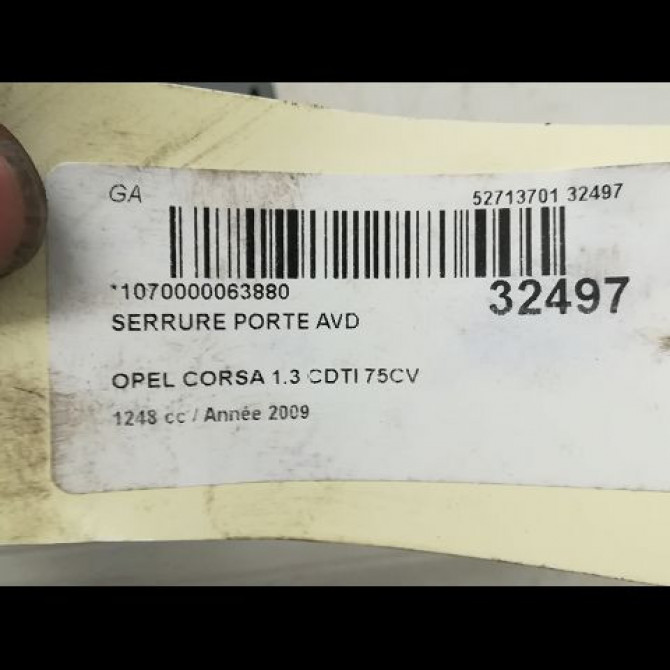 GA 52713701 32497
*1070000063880 32497
SERRURE PORTE AVD
OPEL CORSA 1.3 CDTI 75CV
1248 cc / Année 2009